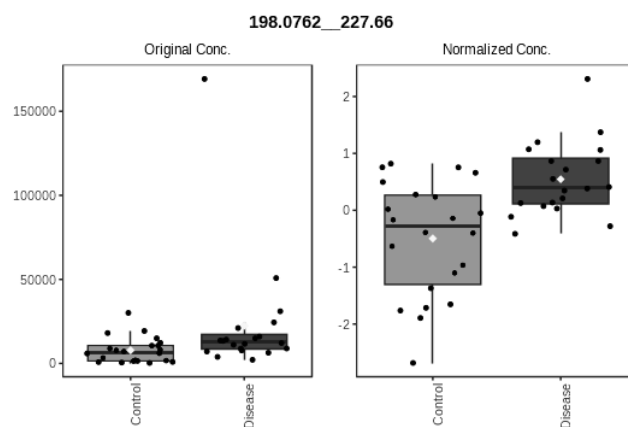 198.0762__227.66
Original Conc.
Normalized Conc.
150000
100000
50000
0
2
1
0
-1
-2
Control
Disease
Control
Disease